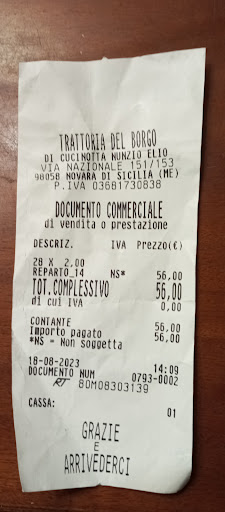 TRATTORIA DEL BORGO
DI CUCINOTTA NUNZIO ELIO
VIA NAZIONALE 151/153
98058 NOVARA DI SICILIA (ME)
P.IVA 03681730838
DOCUMENTO COMMERCIALE
di vendita o prestazione
DESCRIZ. IVA Prezzo(€)
28 X 2,00
REPARTO_14 NS* 56,00
TOT.COMPLESSIVO 56,00
di cui IVA 0,00
CONTANTE 56,00
Importo pagato 56,00
*NS = Non soggetta
18-08-2023 14:09
DOCUMENTO NUM 0793-0002
RT 80M08303139
CASSA: 01
GRAZIE
E
ARRIVEDERCI